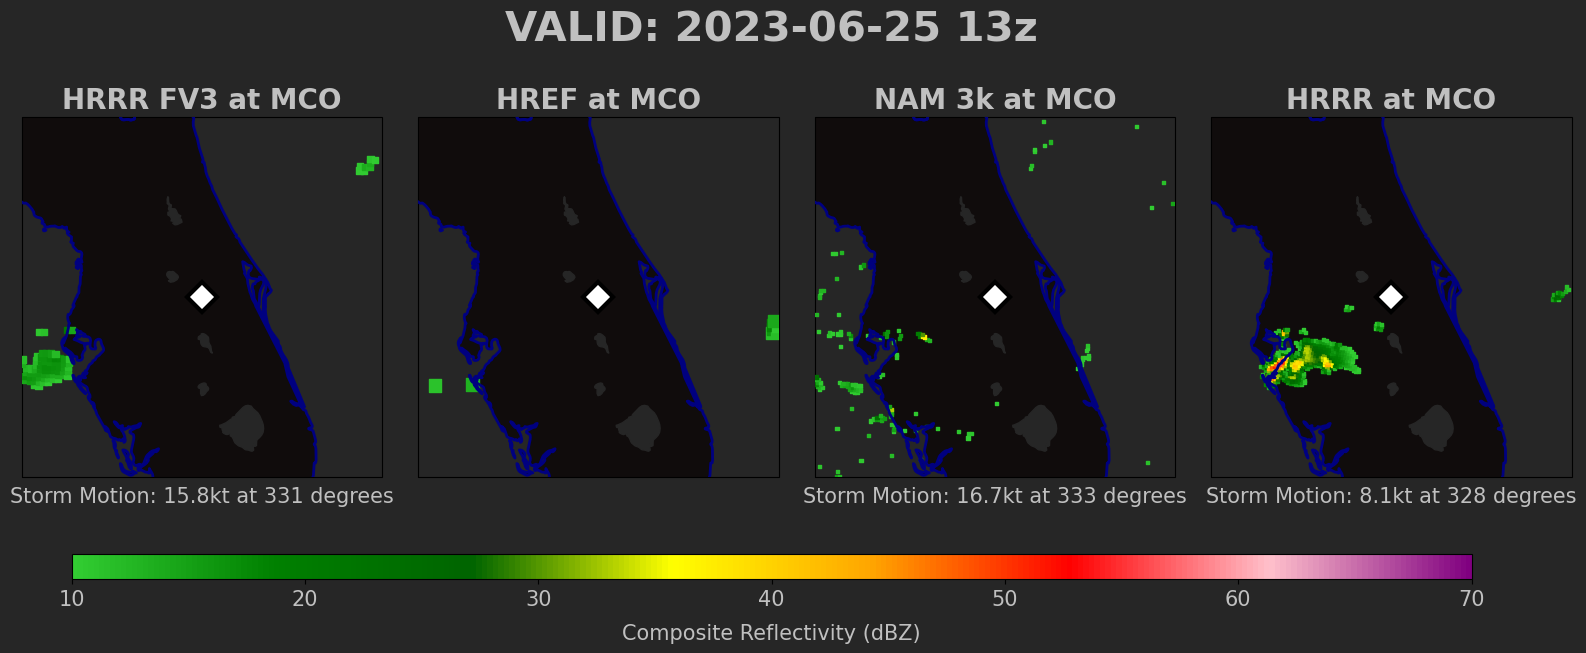 VALID: 2023-06-25 13z
HRRR FV3 at MCO
HREF at MCO
NAM 3k at MCO
HRRR at MCO
Storm Motion: 15.8kt at 331 degrees
Storm Motion: 16.7kt at 333 degrees
Storm Motion: 8.1kt at 328 degrees
10 20 30 40 50 60 70
Composite Reflectivity (dBZ)